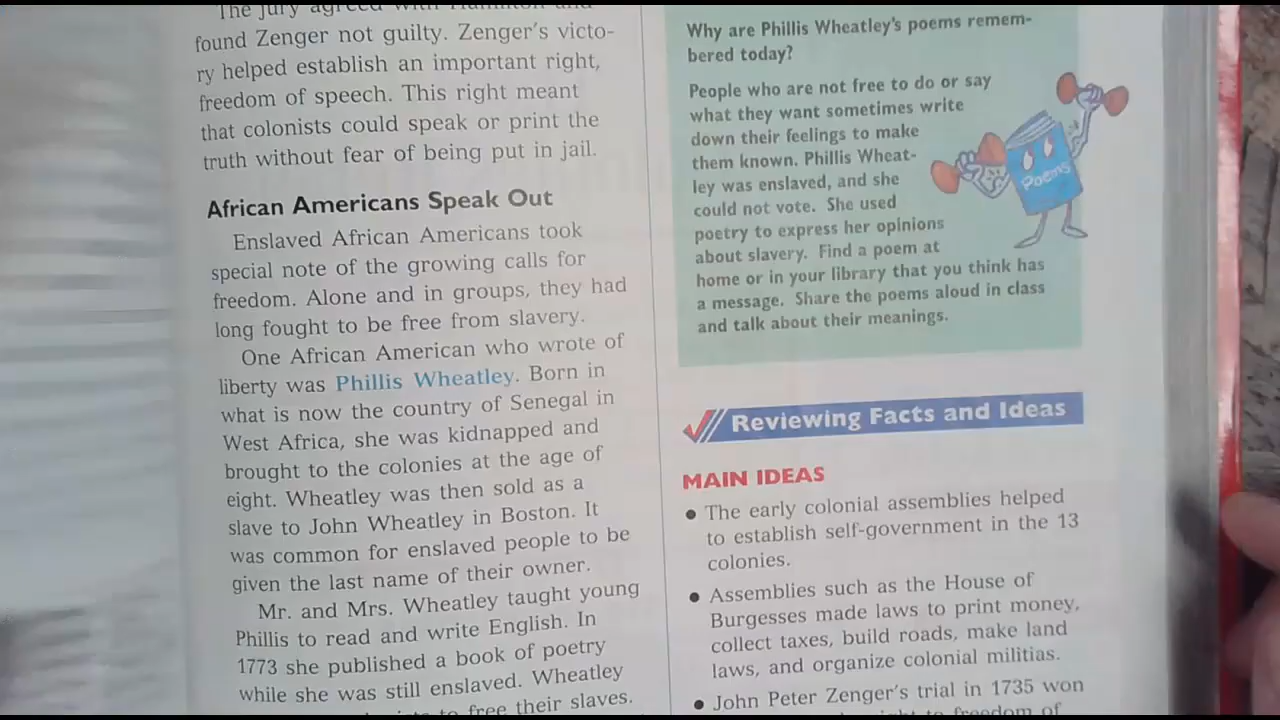 The jury agreed with Hamilton and
found Zenger not guilty. Zenger's victo-
ry helped establish an important right,
freedom of speech. This right meant
that colonists could speak or print the
truth without fear of being put in jail.
African Americans Speak Out
Enslaved African Americans took
special note of the growing calls for
freedom. Alone and in groups, they had
long fought to be free from slavery.
One African American who wrote of
liberty was Phillis Wheatley. Born in
what is now the country of Senegal in
West Africa, she was kidnapped and
brought to the colonies at the age of
eight. Wheatley was then sold as a
slave to John Wheatley in Boston. It
was common for enslaved people to be
given the last name of their owner.
Mr. and Mrs. Wheatley taught young
Phillis to read and write English. In
1773 she published a book of poetry
while she was still enslaved. Wheatley
to free their slaves.
Why are Phillis Wheatley's poems remem-
bered today?
People who are not free to do or say
what they want sometimes write
down their feelings to make
them known. Phillis Wheat-
ley was enslaved, and she
could not vote. She used
poetry to express her opinions
about slavery. Find a poem at
home or in your library that you think has
a message. Share the poems aloud in class
and talk about their meanings.
Poems
Reviewing Facts and Ideas
MAIN IDEAS
● The early colonial assemblies helped
to establish self-government in the 13
colonies.
● Assemblies such as the House of
Burgesses made laws to print money,
collect taxes, build roads, make land
laws, and organize colonial militias.
● John Peter Zenger's trial in 1735 won
freedom of